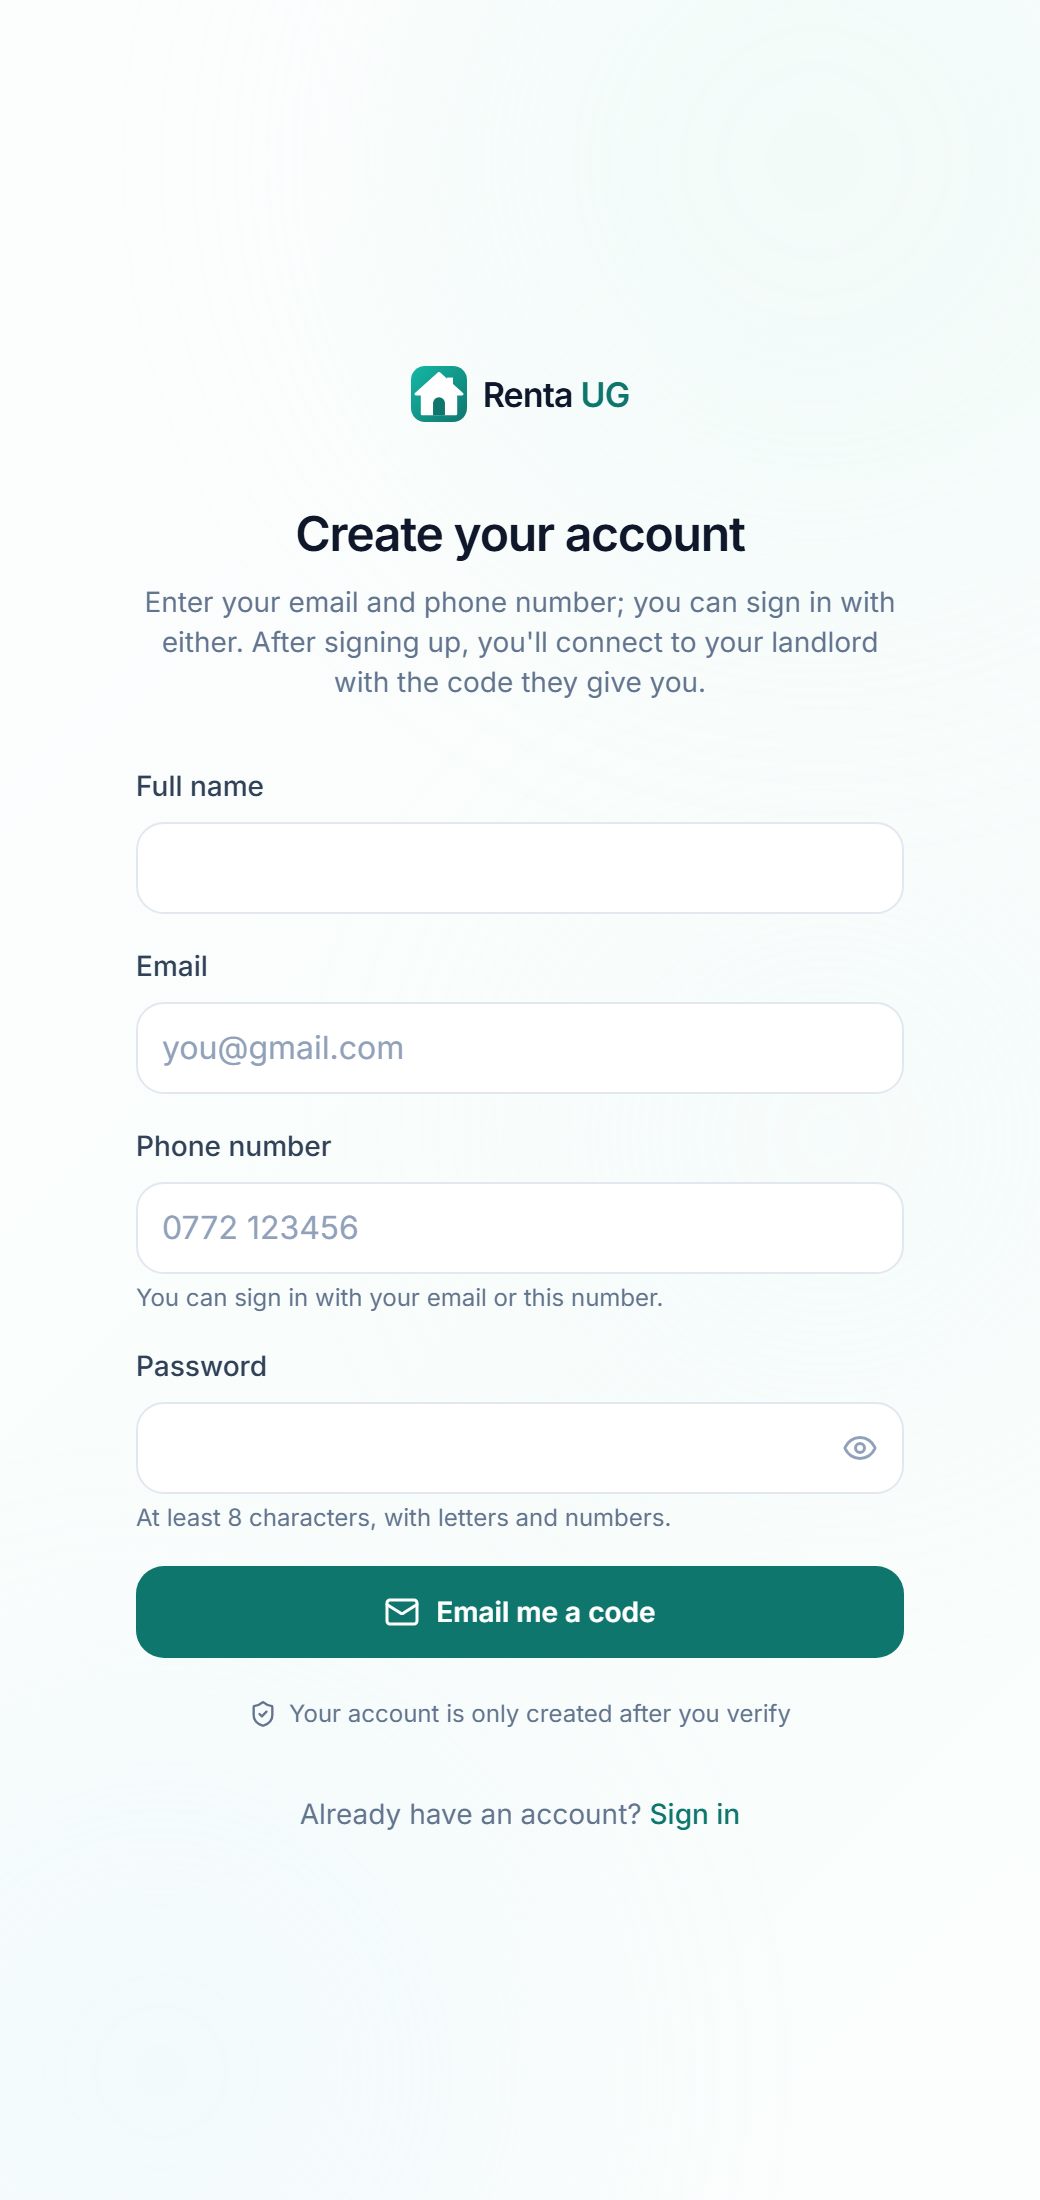 Renta UG
Create your account
Enter your email and phone number; you can sign in with
either. After signing up, you'll connect to your landlord
with the code they give you.
Full name
Email
you@gmail.com
Phone number
0772 123456
You can sign in with your email or this number.
Password
At least 8 characters, with letters and numbers.
Email me a code
Your account is only created after you verify
Already have an account? Sign in